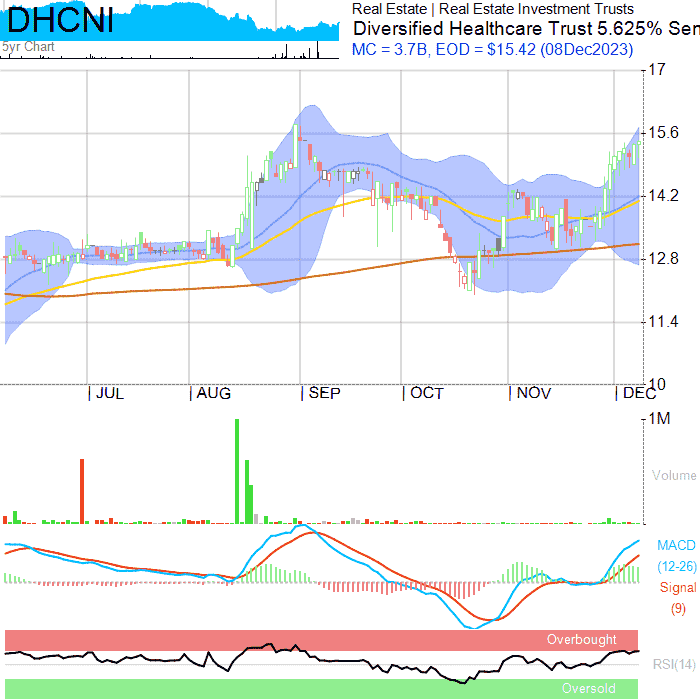 DHCNI
5yr Chart
Real Estate | Real Estate Investment Trusts
Diversified Healthcare Trust 5.625% Sen
MC = 3.7B, EOD = $15.42 (08Dec2023)
17
15.6
14.2
12.8
11.4
10
JUL AUG SEP OCT NOV DEC
1M
Volume
MACD
(12-26)
Signal
(9)
Overbought
RSI(14)
Oversold